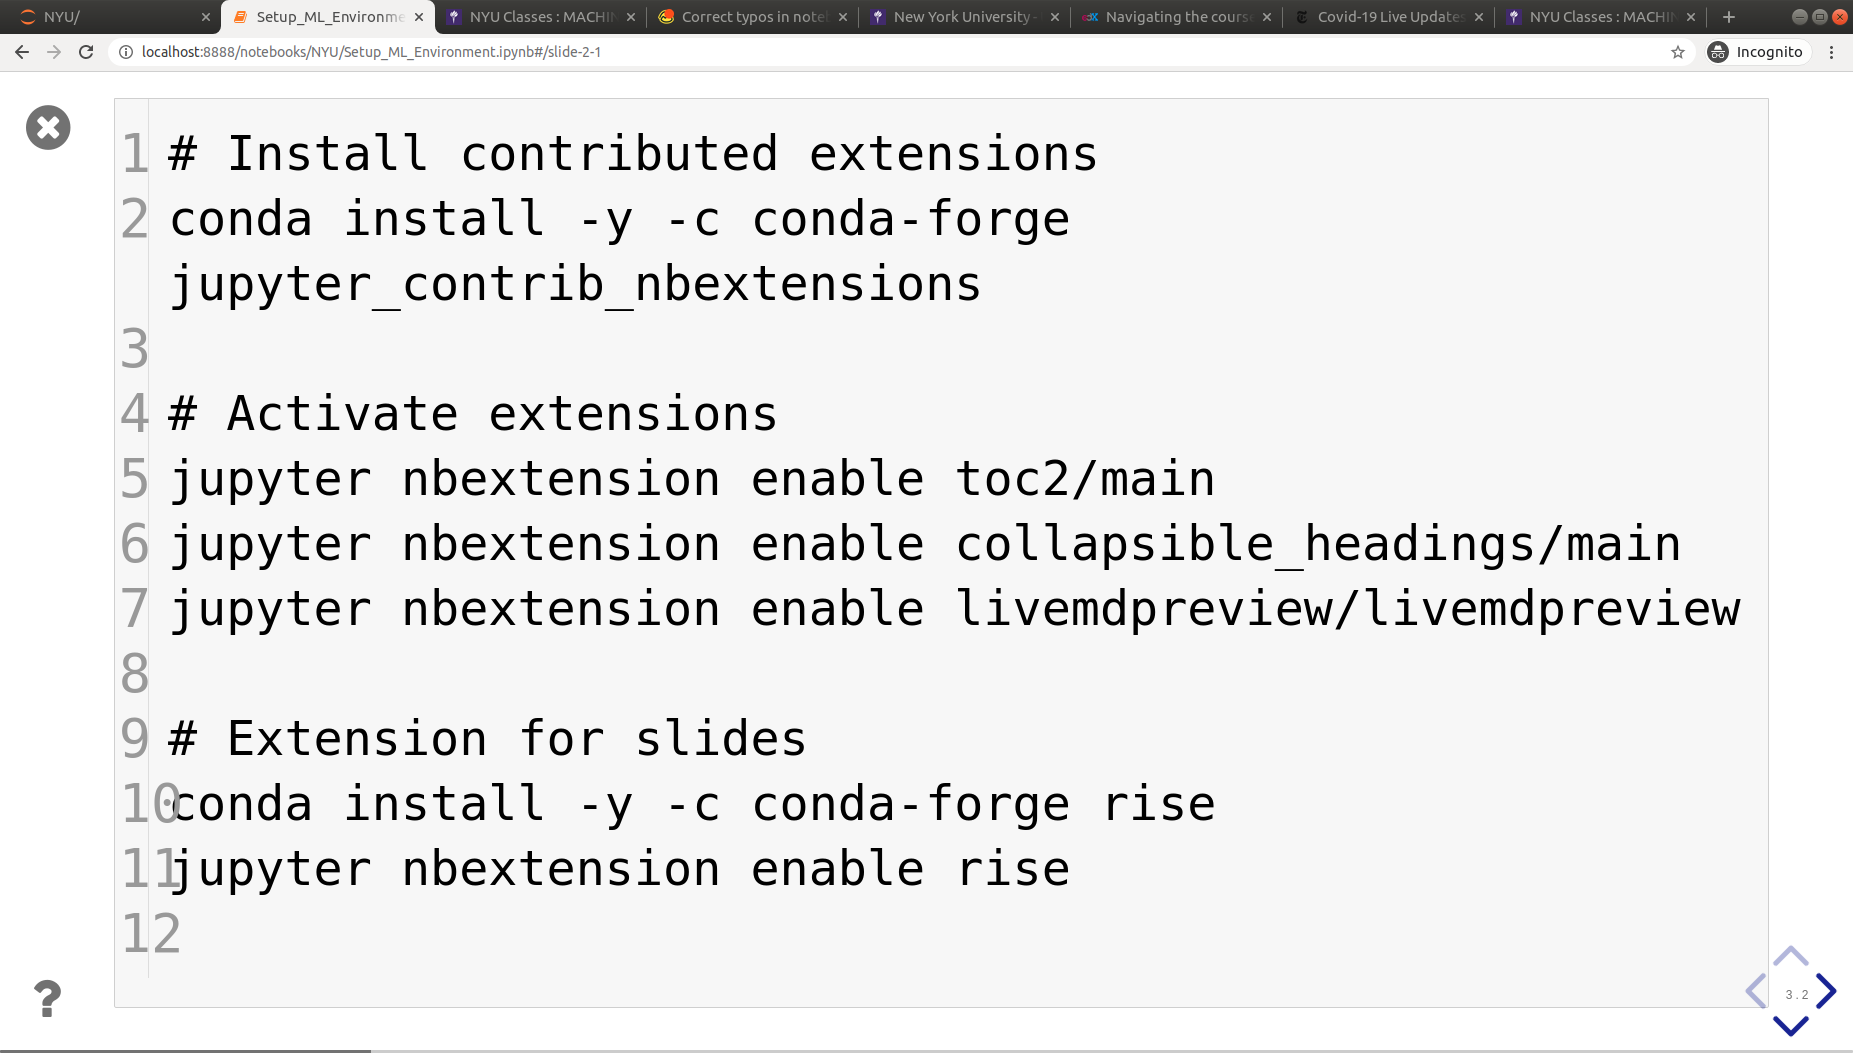 NYU/
Setup_ML_Environme
NYU Classes : MACHIN
Correct typos in note
New York University -
Navigating the course
Covid-19 Live Updates
NYU Classes : MACHIN
localhost:8888/notebooks/NYU/Setup_ML_Environment.ipynb#/slide-2-1
Incognito
1 # Install contributed extensions
2 conda install -y -c conda-forge
jupyter_contrib_nbextensions
3
4 # Activate extensions
5 jupyter nbextension enable toc2/main
6 jupyter nbextension enable collapsible_headings/main
7 jupyter nbextension enable livemdpreview/livemdpreview
8
9 # Extension for slides
10 conda install -y -c conda-forge rise
11 jupyter nbextension enable rise
12
?
3.2